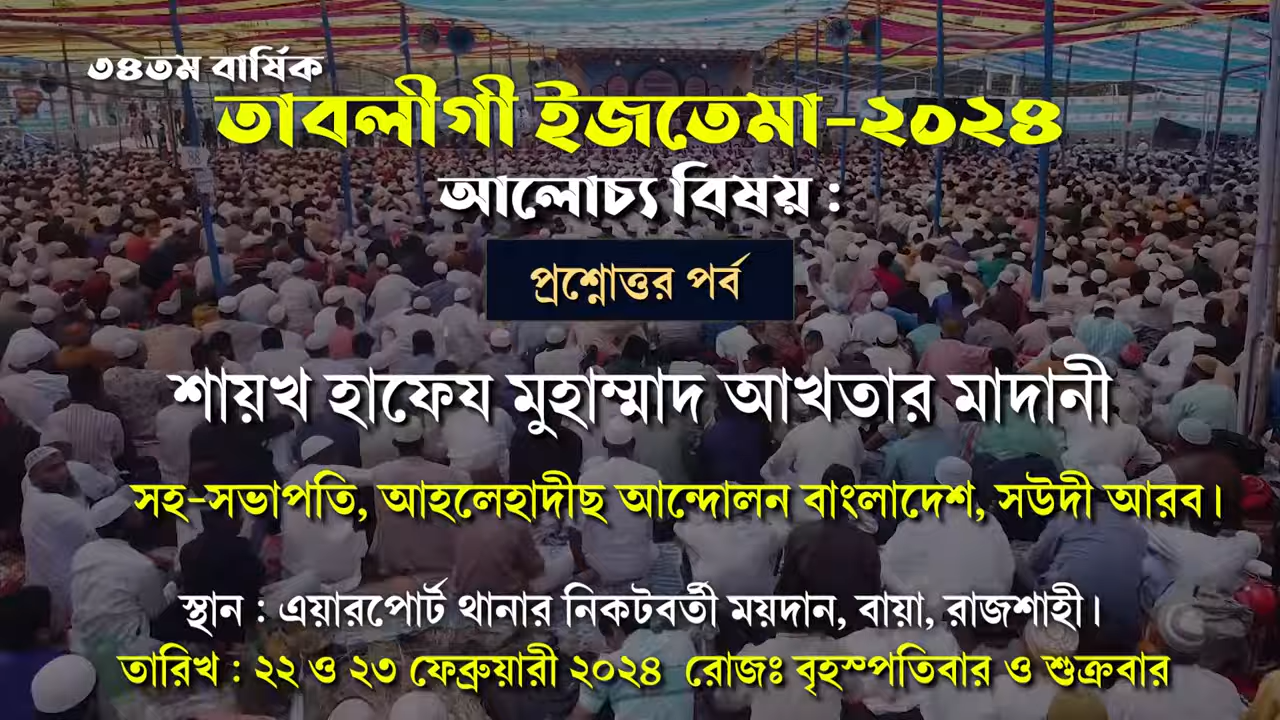 ৩৪তম বার্ষিক
তাবলীগী ইজতেমা-২০২৪
আলোচ্য বিষয় :
প্রশ্নোত্তর পর্ব
শায়খ হাফেয মুহাম্মাদ আখতার মাদানী
সহ-সভাপতি, আহলেহাদীছ আন্দোলন বাংলাদেশ, সউদী আরব।
স্থান : এয়ারপোর্ট থানার নিকটবর্তী ময়দান, বায়া, রাজশাহী।
তারিখ : ২২ ও ২৩ ফেব্রুয়ারী ২০২৪ রোজঃ বৃহস্পতিবার ও শুক্রবার